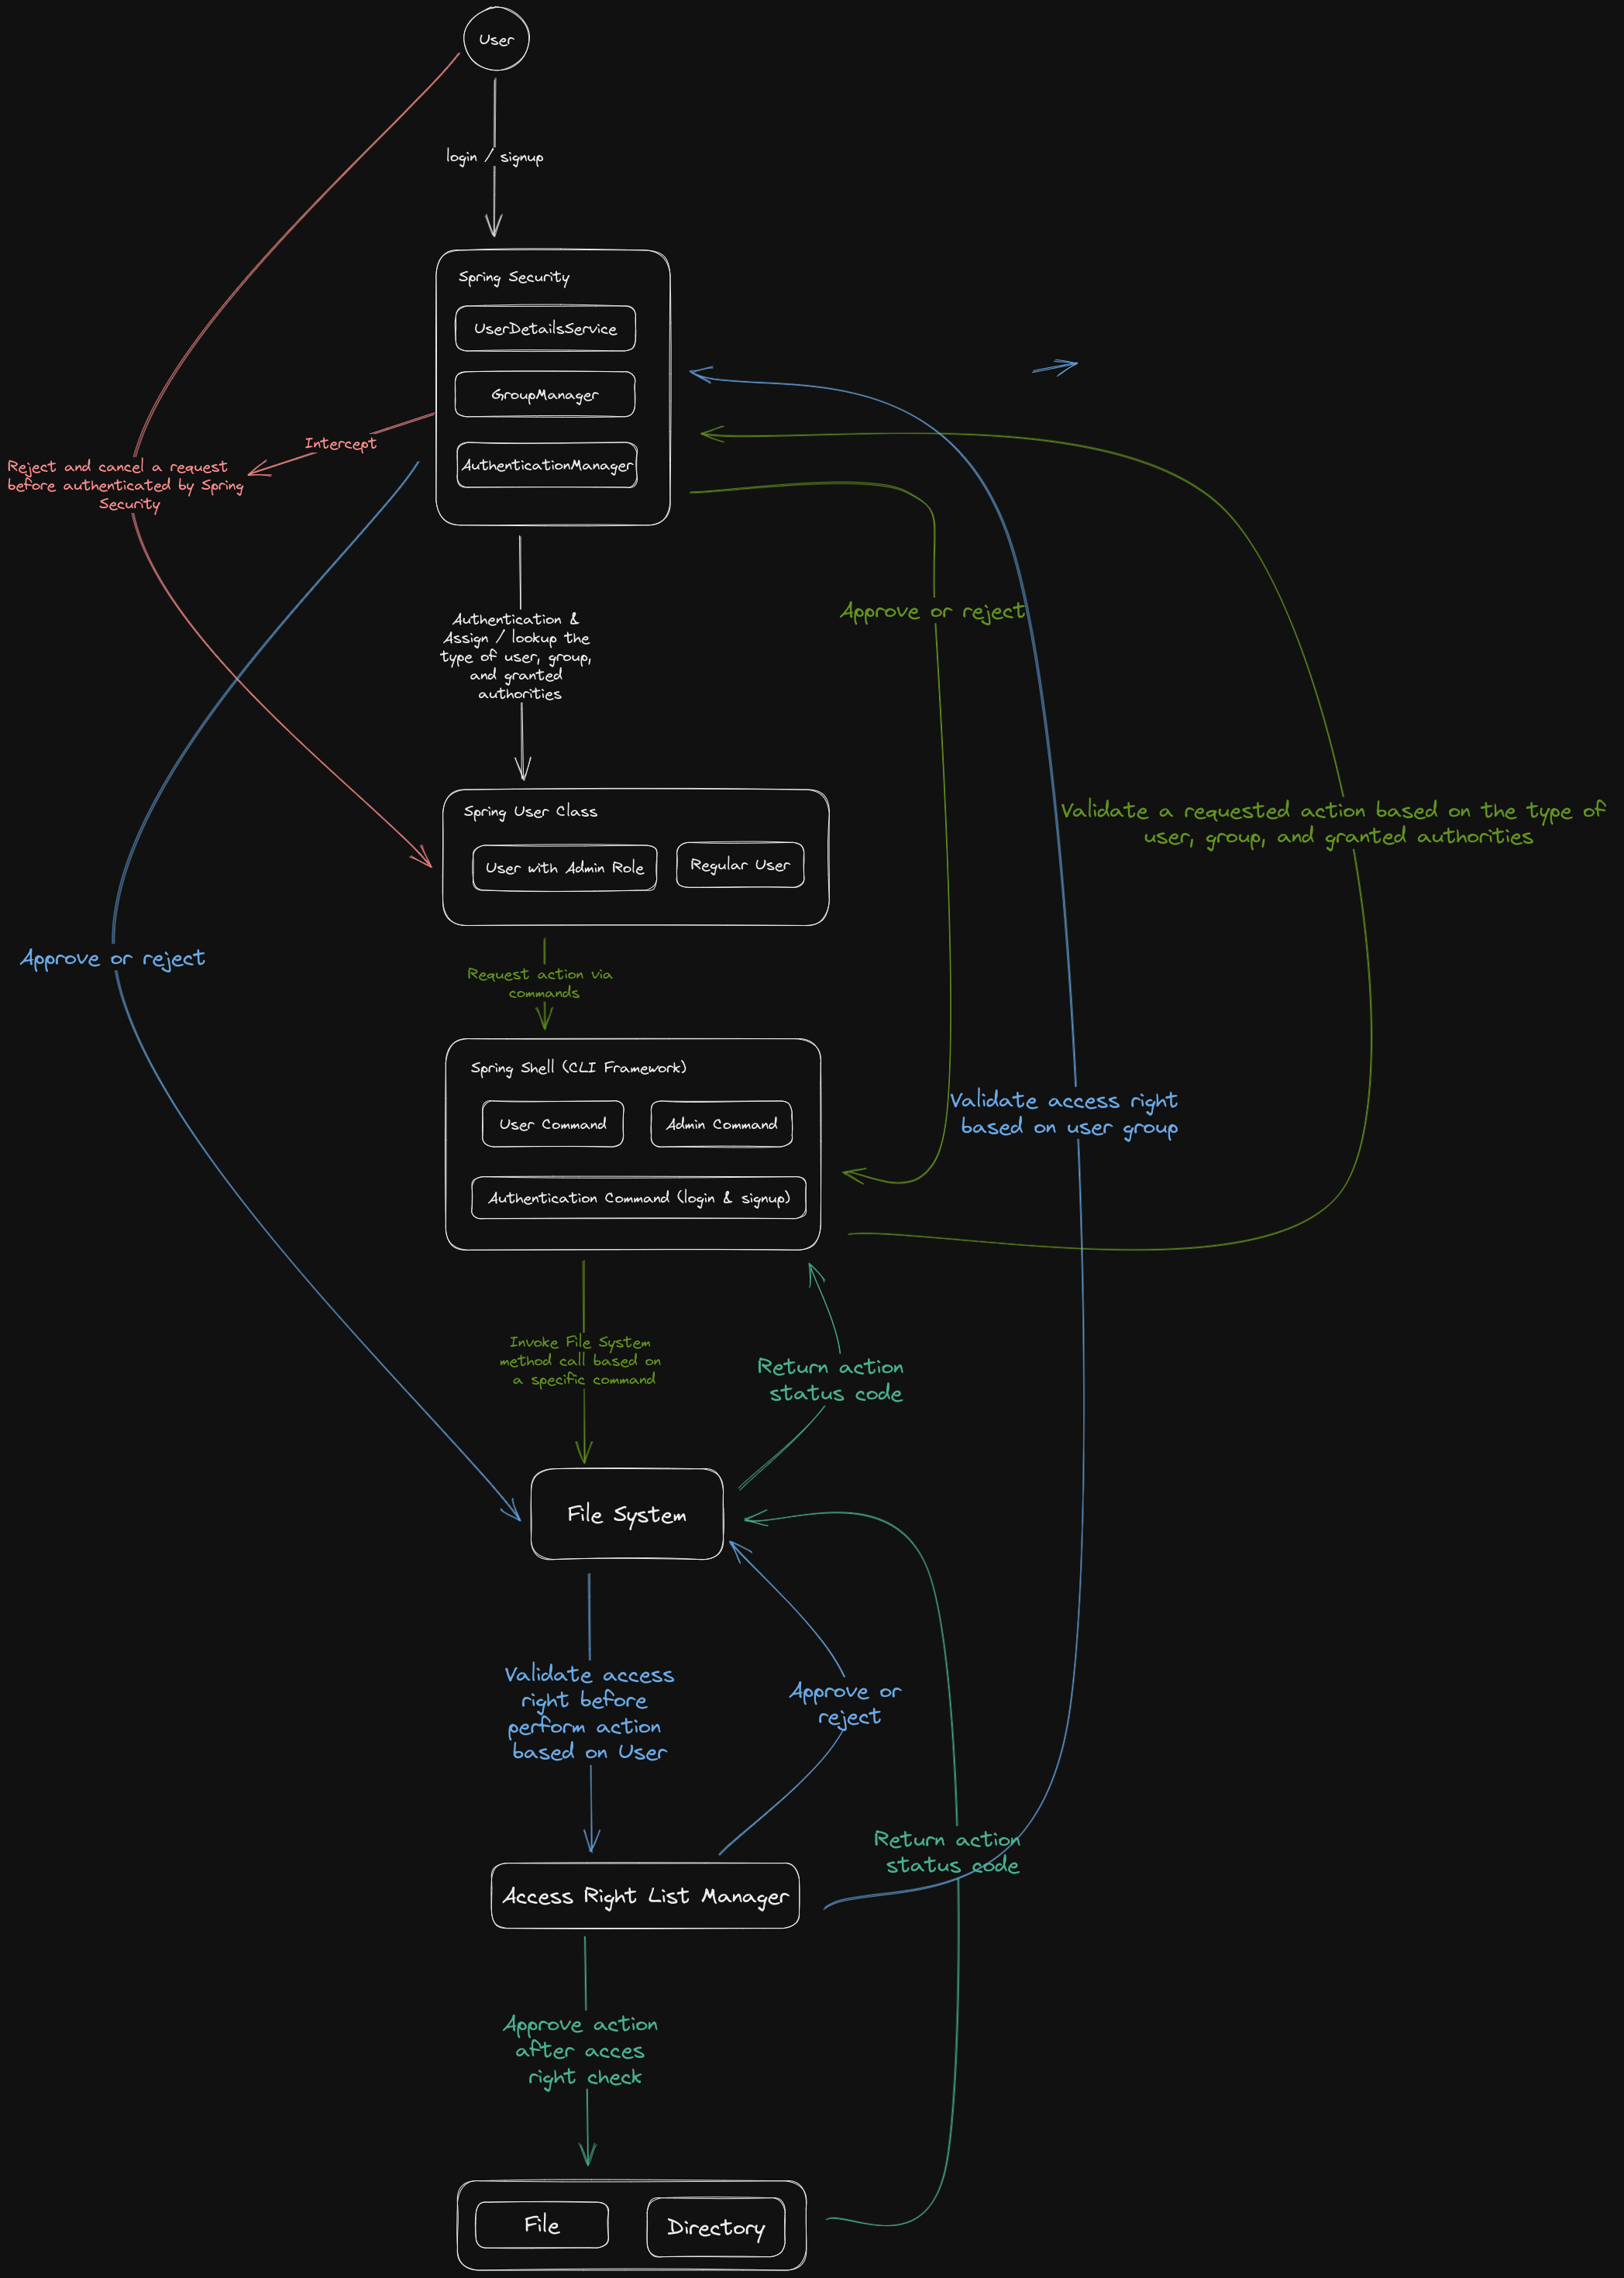 User
login / signup
Spring Security
UserDetailsService
GroupManager
AuthenticationManager
Intercept
Reject and cancel a request
before authenticated by Spring
Security
Approve or reject
Authentication &
Assign / lookup the
type of user, group,
and granted
authorities
Validate a requested action based on the type of
user, group, and granted authorities
Spring User Class
User with Admin Role
Regular User
Approve or reject
Request action via
commands
Spring Shell (CLI Framework)
User Command
Admin Command
Authentication Command (login & signup)
Validate access right
based on user group
Invoke File System
method call based on
a specific command
Return action
status code
File System
Validate access
right before
perform action
based on User
Approve or
reject
Return action
status code
Access Right List Manager
Approve action
after acces
right check
File
Directory